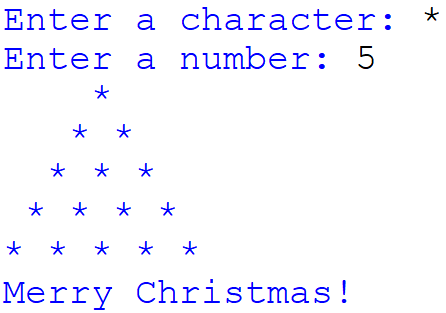 Enter a character: *
Enter a number: 5
    *
   * *
  * * *
 * * * *
* * * * *
Merry Christmas!